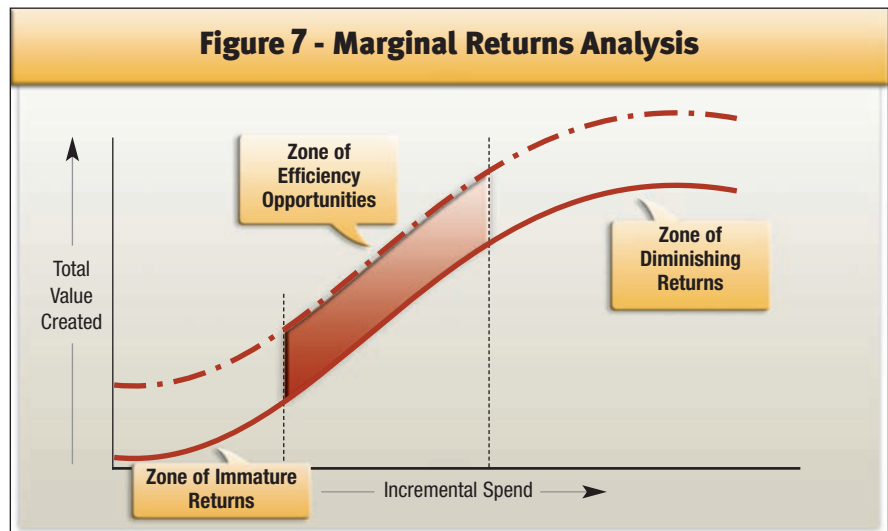 Figure 7 - Marginal Returns Analysis
Zone of
Efficiency
Opportunities
Zone of
Diminishing
Returns
Total
Value
Created
Zone of Immature
Returns
Incremental Spend